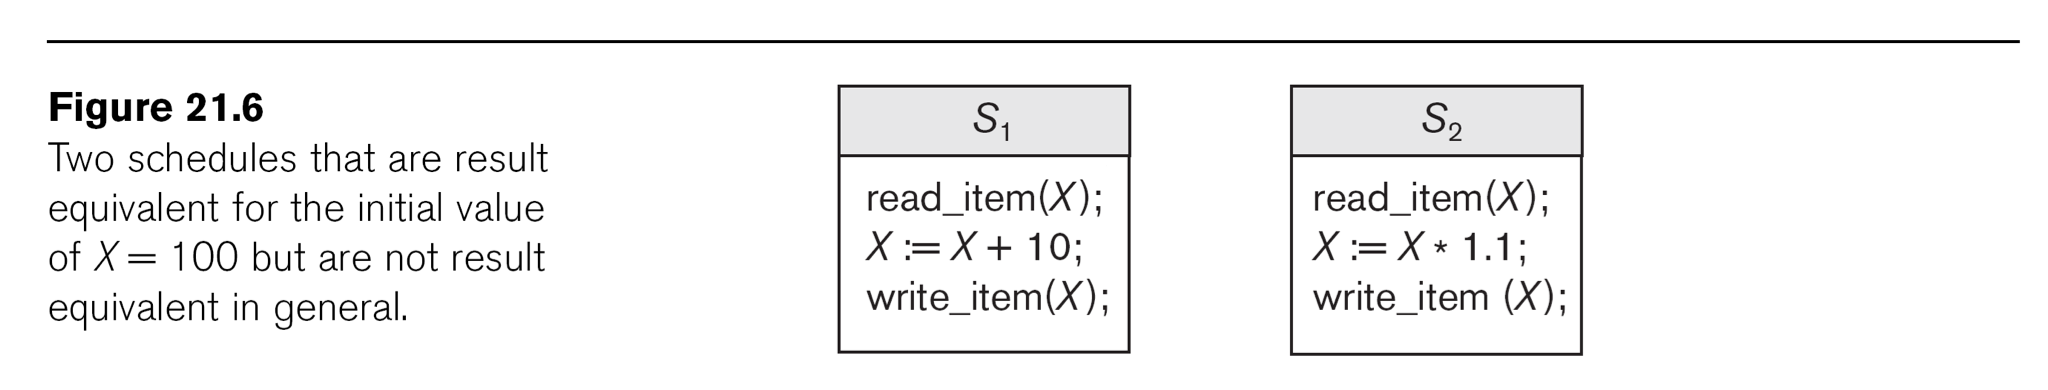 Figure 21.6
Two schedules that are result
equivalent for the initial value
of X = 100 but are not result
equivalent in general.
S₁
read_item(X);
X := X + 10;
write_item(X);
S₂
read_item(X);
X := X * 1.1;
write_item (X);